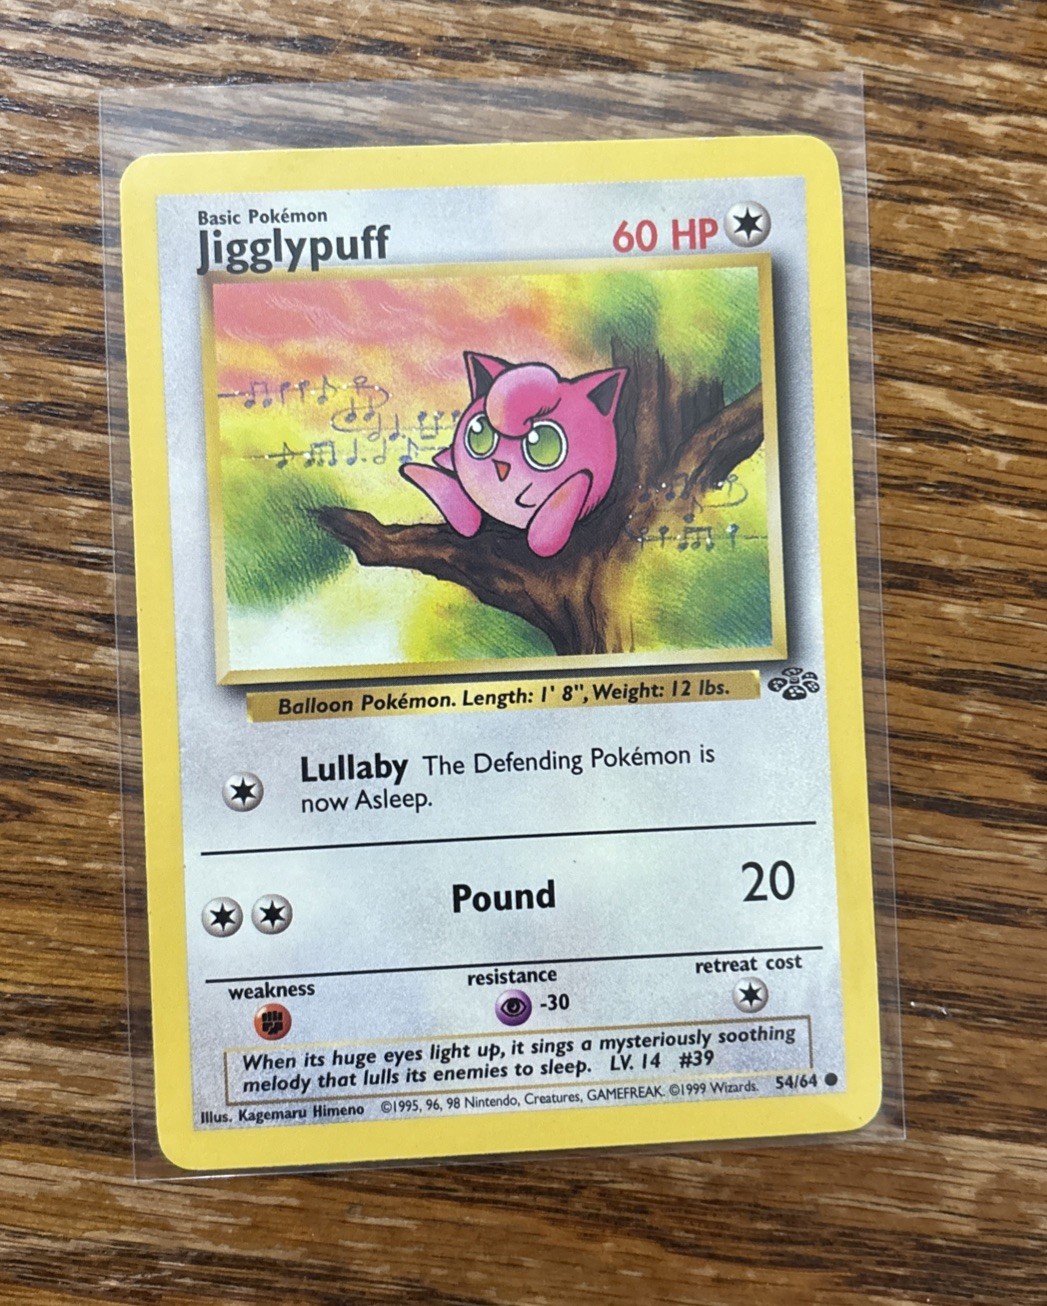 Basic Pokémon
Jigglypuff
60 HP
Balloon Pokémon. Length: 1' 8", Weight: 12 lbs.
Lullaby The Defending Pokémon is
now Asleep.
Pound 20
weakness
resistance
retreat cost
-30
When its huge eyes light up, it sings a mysteriously soothing
melody that lulls its enemies to sleep. LV. 14 #39
Illus. Kagemaru Himeno ©1995, 96, 98 Nintendo, Creatures, GAMEFREAK. ©1999 Wizards. 54/64